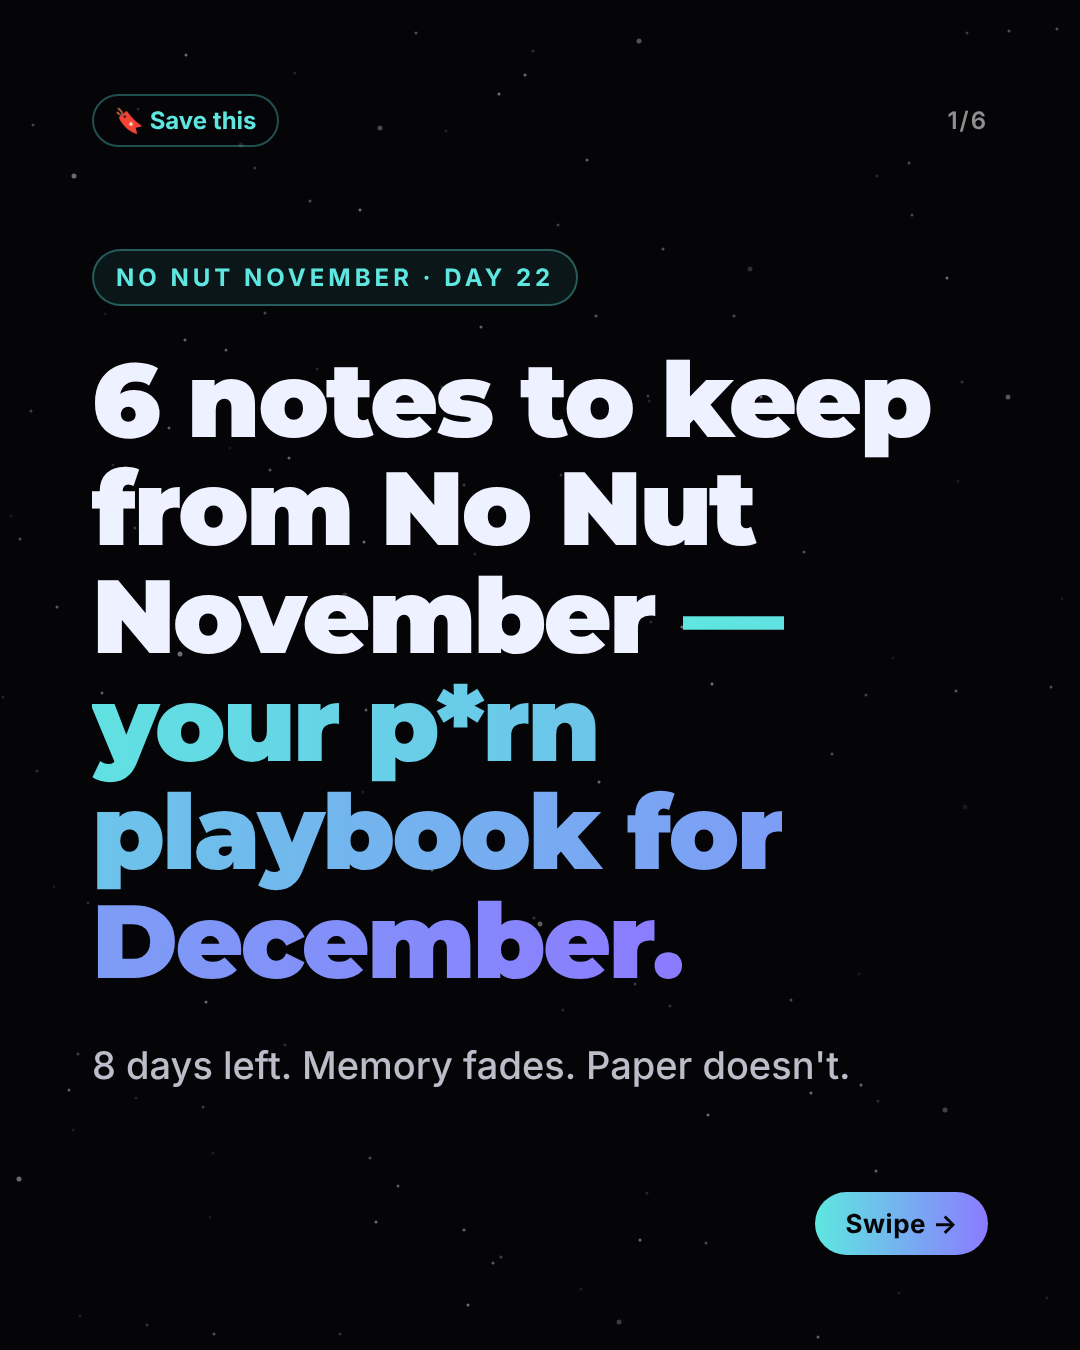 🔖 Save this
1/6
NO NUT NOVEMBER · DAY 22
6 notes to keep
from No Nut
November —
your p*rn
playbook for
December.
8 days left. Memory fades. Paper doesn't.
Swipe →